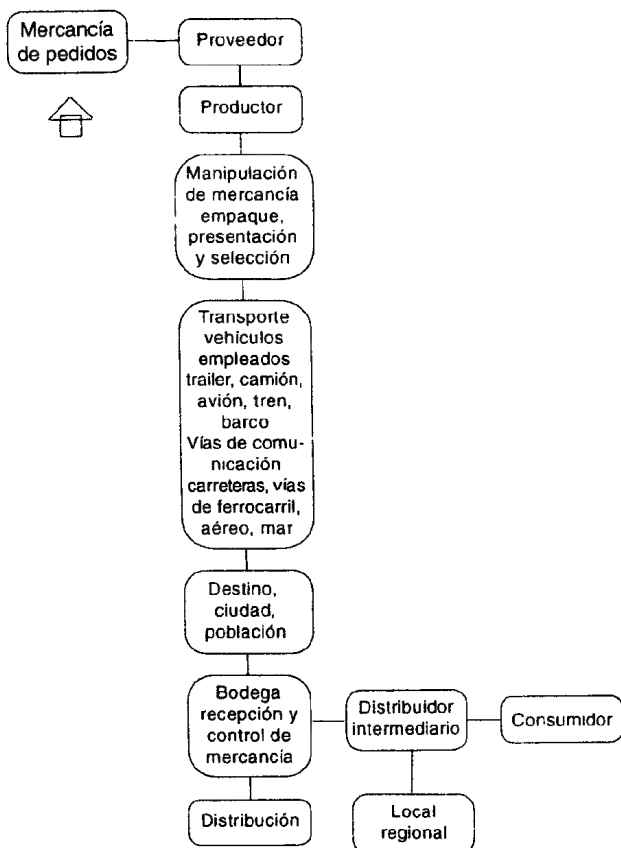 Mercancía
de pedidos
Proveedor
Productor
Manipulación
de mercancía
empaque,
presentación
y selección
Transporte
vehículos
empleados
trailer, camión,
avión, tren,
barco
Vías de comu-
nicación
carreteras, vías
de ferrocarril,
aéreo, mar
Destino,
ciudad,
población
Bodega
recepción y
control de
mercancía
Distribuidor
intermediario
Consumidor
Distribución
Local
regional